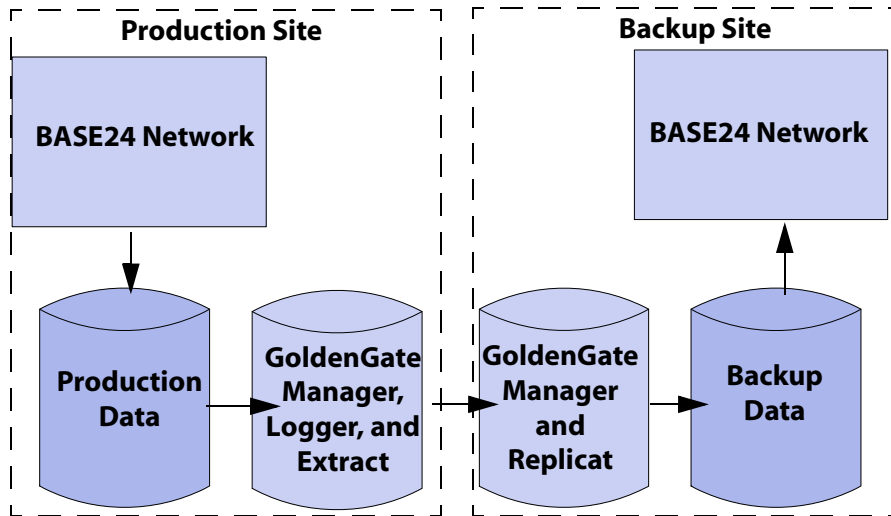 Production Site
BASE24 Network
Production
Data
GoldenGate
Manager,
Logger, and
Extract
Backup Site
BASE24 Network
GoldenGate
Manager
and
Replicat
Backup
Data